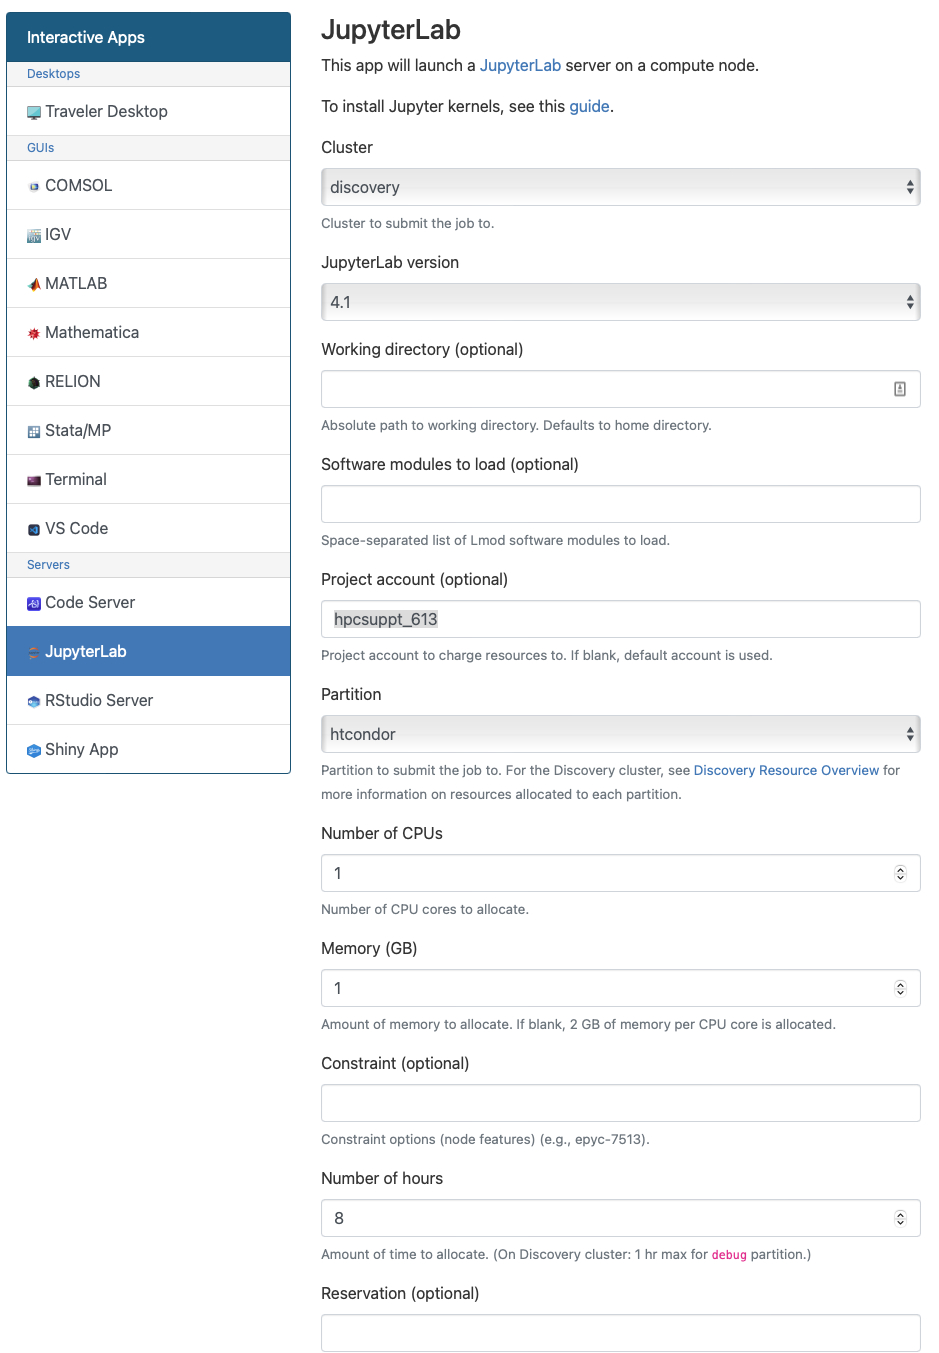 Interactive Apps
Desktops
Traveler Desktop
GUIs
COMSOL
IGV
MATLAB
Mathematica
RELION
Stata/MP
Terminal
VS Code
Servers
Code Server
JupyterLab
RStudio Server
Shiny App
JupyterLab
This app will launch a JupyterLab server on a compute node.
To install Jupyter kernels, see this guide.
Cluster
discovery
Cluster to submit the job to.
JupyterLab version
4.1
Working directory (optional)
Absolute path to working directory. Defaults to home directory.
Software modules to load (optional)
Space-separated list of Lmod software modules to load.
Project account (optional)
hpcsuppt_613
Project account to charge resources to. If blank, default account is used.
Partition
htcondor
Partition to submit the job to. For the Discovery cluster, see Discovery Resource Overview for
more information on resources allocated to each partition.
Number of CPUs
1
Number of CPU cores to allocate.
Memory (GB)
1
Amount of memory to allocate. If blank, 2 GB of memory per CPU core is allocated.
Constraint (optional)
Constraint options (node features) (e.g., epyc-7513).
Number of hours
8
Amount of time to allocate. (On Discovery cluster: 1 hr max for debug partition.)
Reservation (optional)